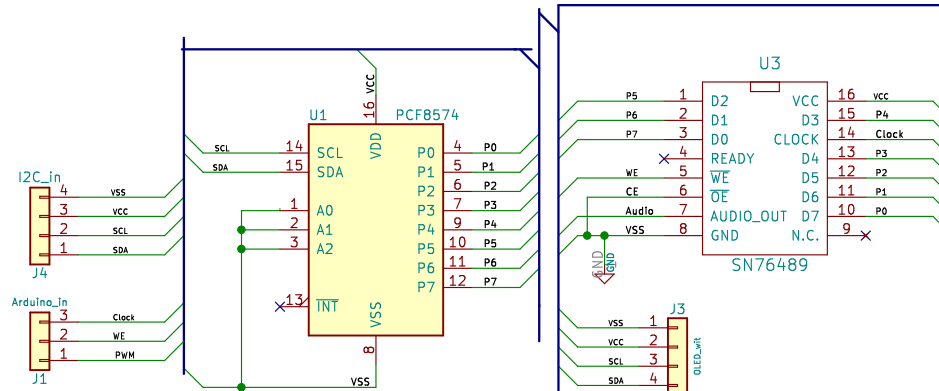 U1
PCF8574
VCC
16
VDD
SCL 14 SCL
SDA 15 SDA
1 A0
2 A1
3 A2
13 INT
P0 4 P0
P1 5 P1
P2 6 P2
P3 7 P3
P4 9 P4
P5 10 P5
P6 11 P6
P7 12 P7
VSS
8
VSS
I2C_in
4 VSS
3 VCC
2 SCL
1 SDA
J4
Arduino_in
3 Clock
2 WE
1 PWM
J1
U3
P5 1 D2
P6 2 D1
P7 3 D0
4 READY
WE 5 WE
CE 6 OE
Audio 7 AUDIO_OUT
VSS 8 GND
VCC 16 VCC
D3 15 P4
CLOCK 14 Clock
D4 13 P3
D5 12 P2
D6 11 P1
D7 10 P0
N.C. 9
SN76489
GND
GND
J3
VSS 1
VCC 2
SCL 3
SDA 4
OLED_wit